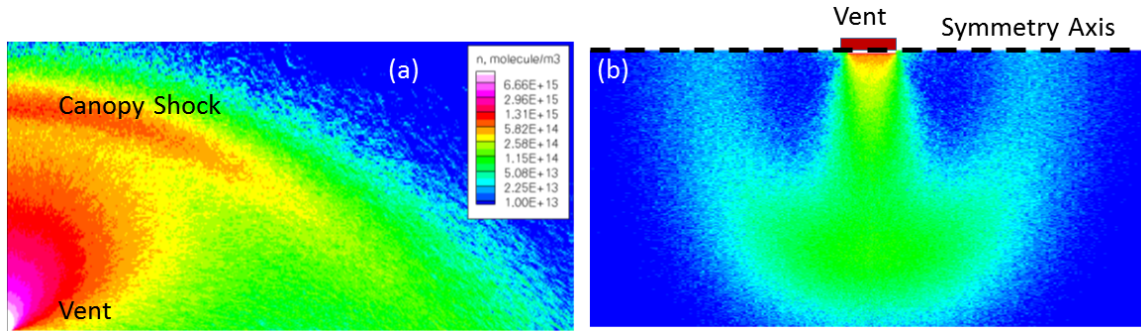 Vent
Symmetry Axis
(a)
n, molecule/m3
6.66E+15
2.96E+15
1.31E+15
5.82E+14
2.58E+14
1.15E+14
5.08E+13
2.25E+13
1.00E+13
Canopy Shock
Vent
(b)